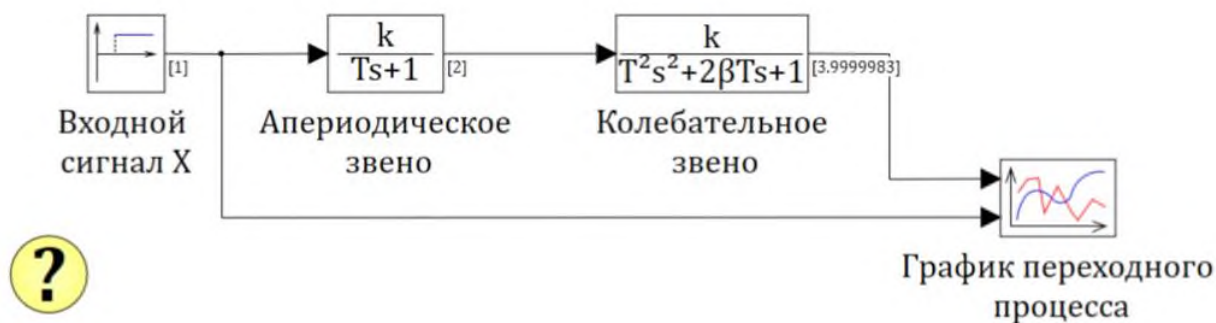 k
Ts+1
k
T²s²+2βTs+1
[1]
[2]
[3.9999983]
Входной
сигнал X
Апериодическое
звено
Колебательное
звено
?
График переходного
процесса